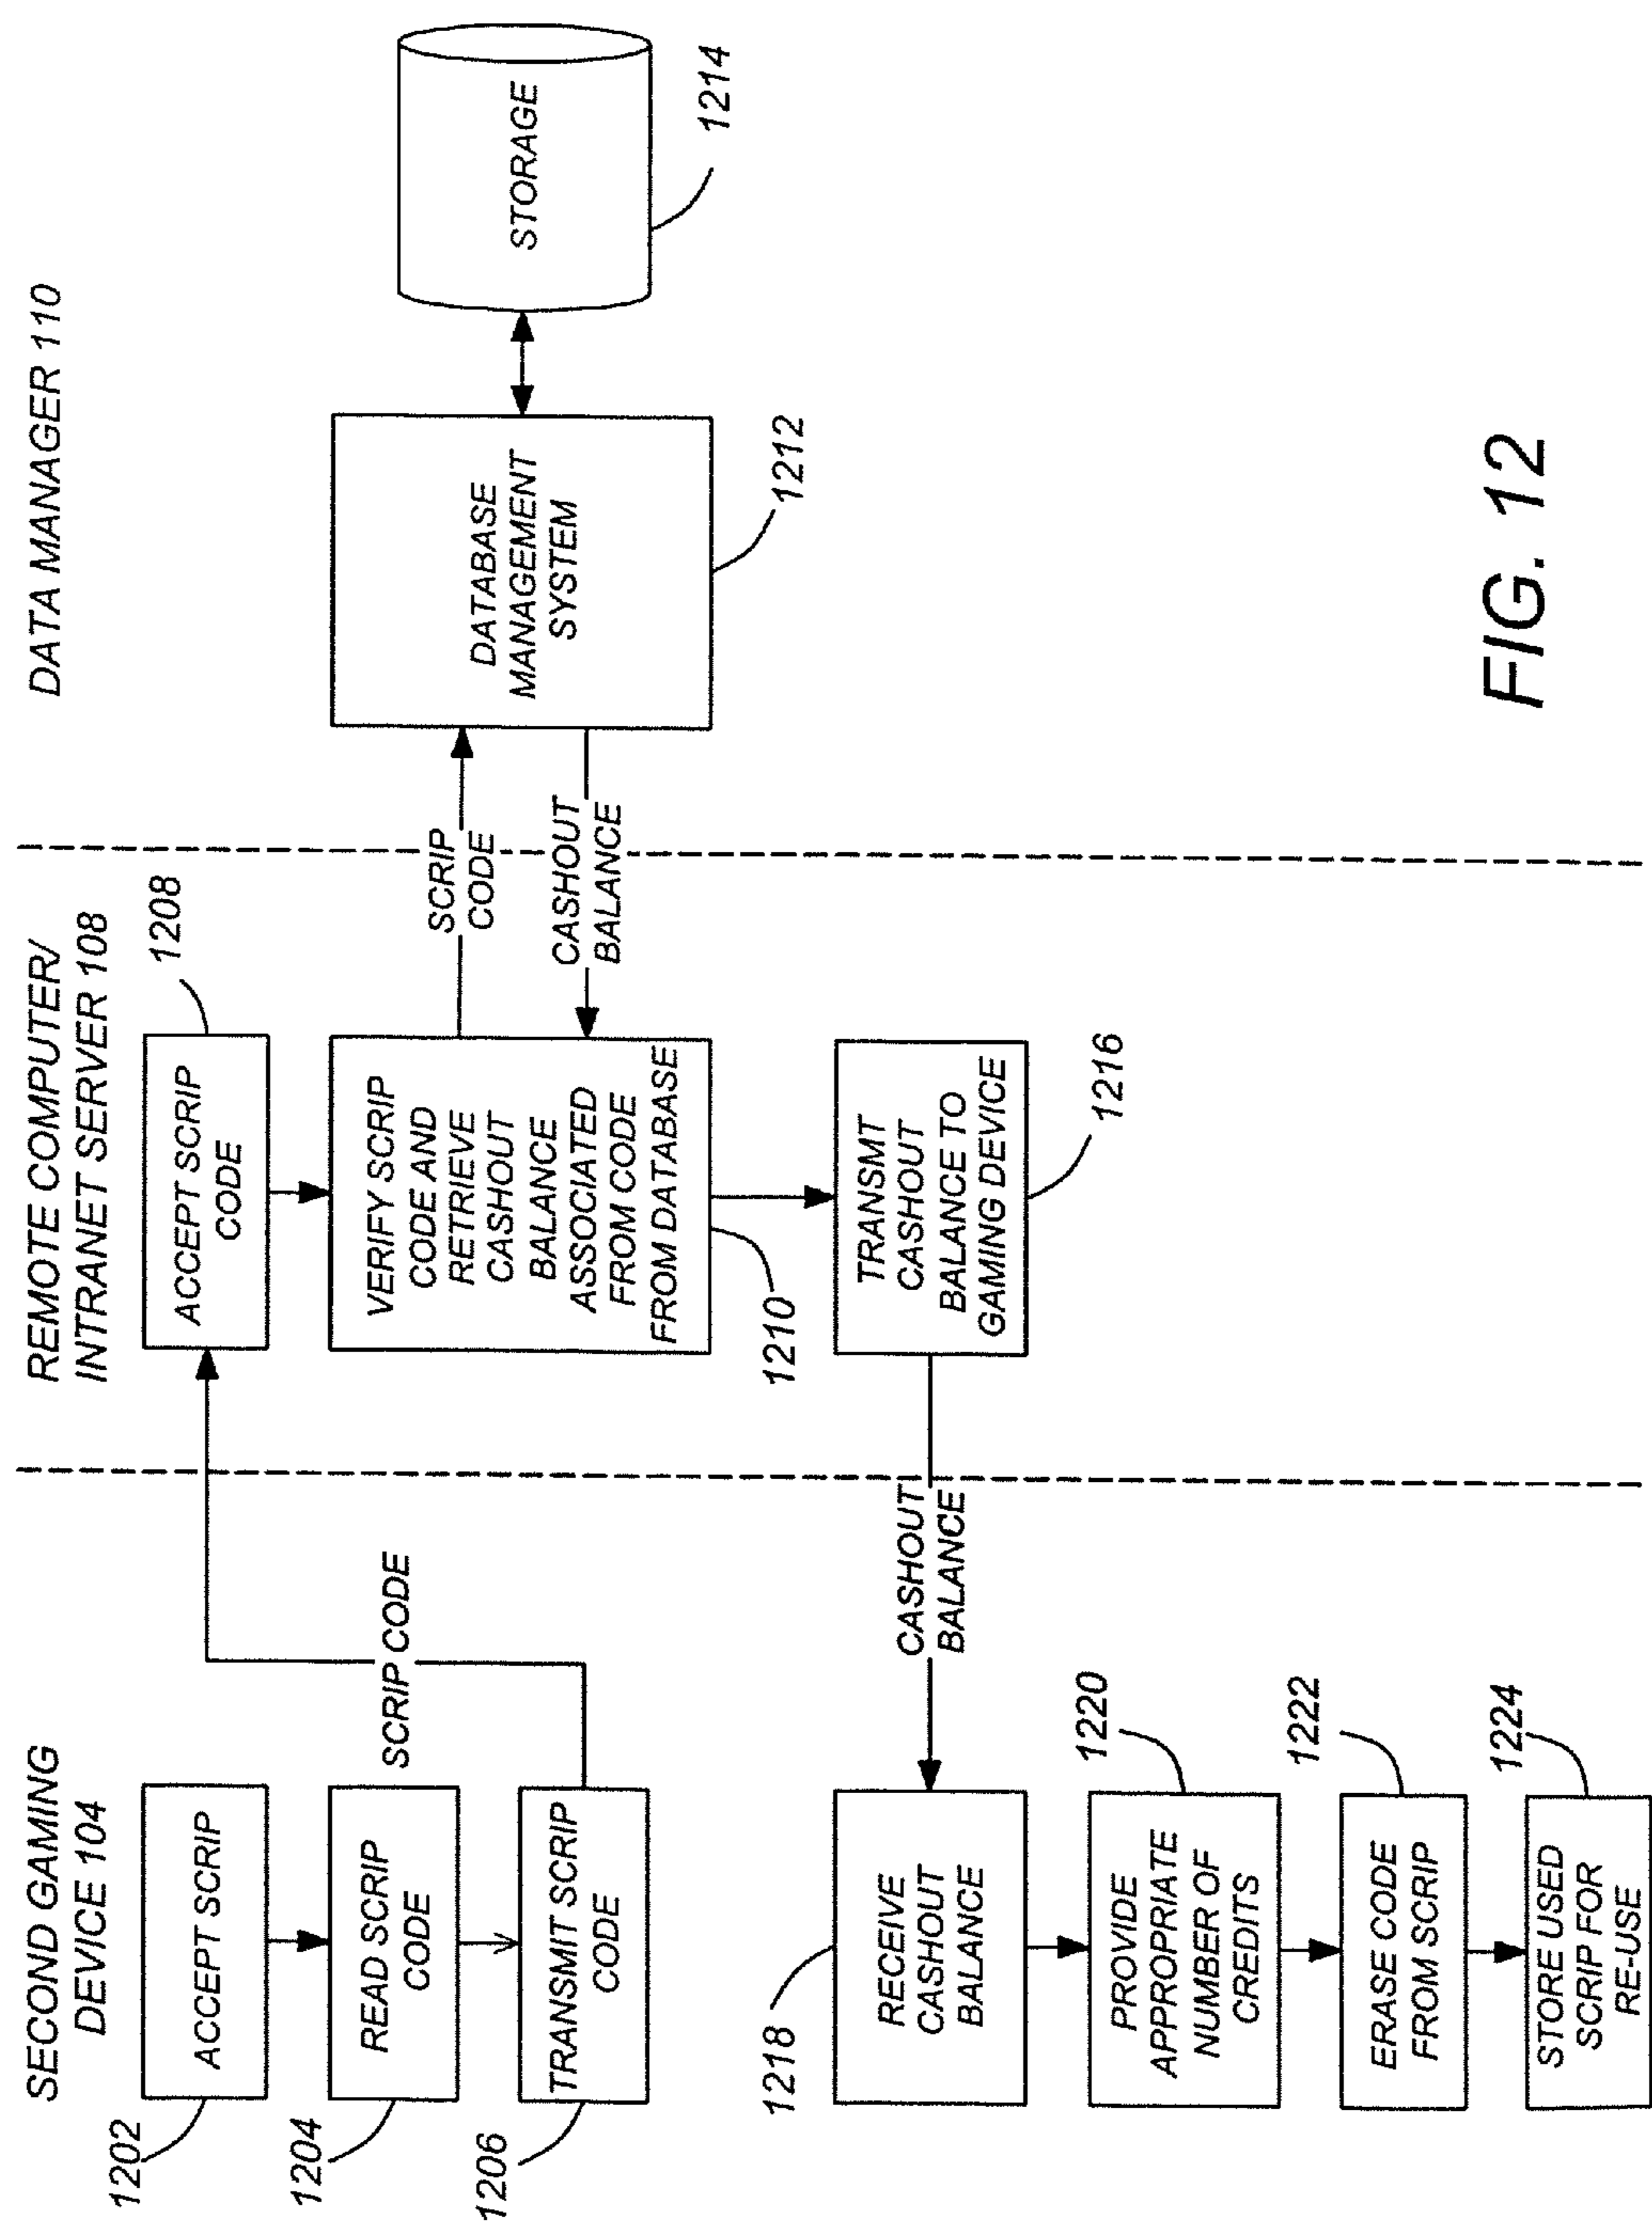 SECOND GAMING
DEVICE 104
1202
ACCEPT SCRIP
1204
READ SCRIP
CODE
1206
TRANSMIT SCRIP
CODE
SCRIP CODE
REMOTE COMPUTER/
INTRANET SERVER 108
1208
ACCEPT SCRIP
CODE
VERIFY SCRIP
CODE AND
RETRIEVE
CASHOUT
BALANCE
ASSOCIATED
FROM CODE
FROM DATABASE
1210
SCRIP
CODE
CASHOUT
BALANCE
DATA MANAGER 110
DATABASE
MANAGEMENT
SYSTEM
1212
STORAGE
1214
TRANSMT
CASHOUT
BALANCE TO
GAMING DEVICE
1216
CASHOUT
BALANCE
1218
RECEIVE
CASHOUT
BALANCE
1220
PROVIDE
APPROPRIATE
NUMBER OF
CREDITS
1222
ERASE CODE
FROM SCRIP
1224
STORE USED
SCRIP FOR
RE-USE
FIG. 12